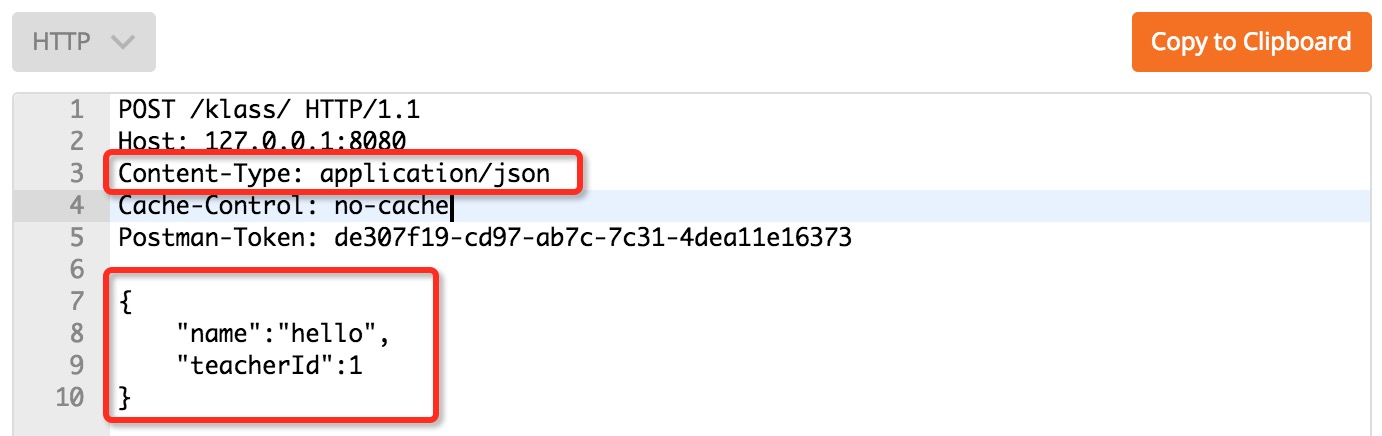 HTTP
Copy to Clipboard
1 POST /klass/ HTTP/1.1
2 Host: 127.0.0.1:8080
3 Content-Type: application/json
4 Cache-Control: no-cache
5 Postman-Token: de307f19-cd97-ab7c-7c31-4dea11e16373
6
7 {
8 "name":"hello",
9 "teacherId":1
10 }